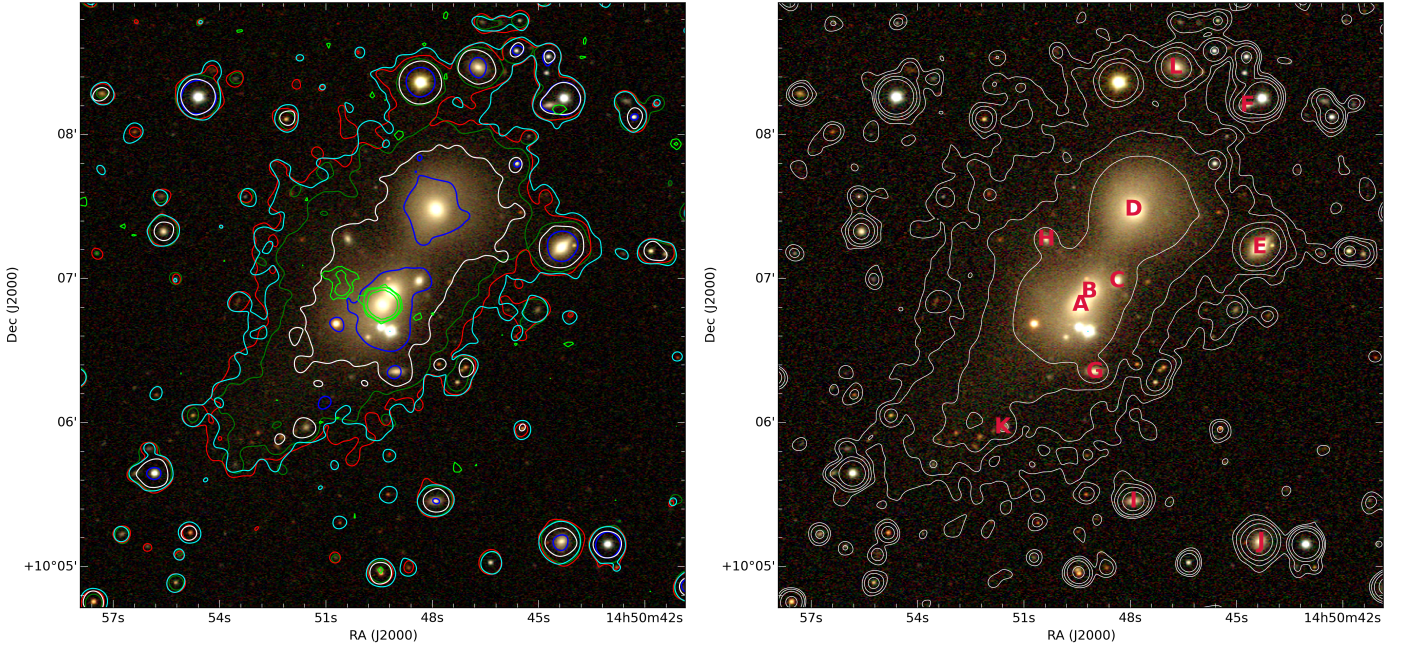 Dec (J2000)
08'
07'
06'
+10°05'
57s
54s
51s
48s
45s
14h50m42s
RA (J2000)
Dec (J2000)
08'
07'
06'
+10°05'
L
F
D
H
E
C
B
A
G
K
I
J
57s
54s
51s
48s
45s
14h50m42s
RA (J2000)